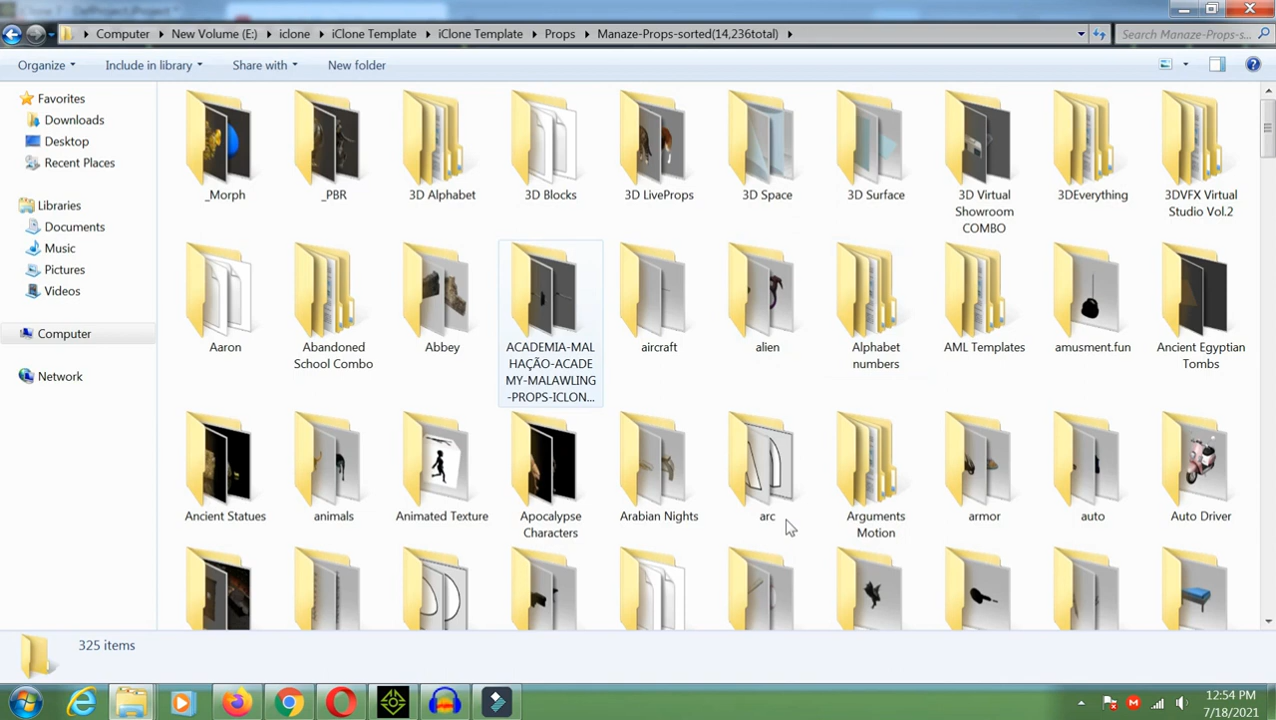 Computer ▸ New Volume (E:) ▸ iclone ▸ iClone Template ▸ iClone Template ▸ Props ▸ Manaze-Props-sorted(14,236total) ▸
Search Manaze-Props-s...
Organize
Include in library
Share with
New folder
Favorites
Downloads
Desktop
Recent Places
Libraries
Documents
Music
Pictures
Videos
Computer
Network
_Morph
_PBR
3D Alphabet
3D Blocks
3D LiveProps
3D Space
3D Surface
3D Virtual
Showroom
COMBO
3DEverything
3DVFX Virtual
Studio Vol.2
Aaron
Abandoned
School Combo
Abbey
ACADEMIA-MAL
HAÇÃO-ACADE
MY-MALAWLING
-PROPS-ICLON...
aircraft
alien
Alphabet
numbers
AML Templates
amusment.fun
Ancient Egyptian
Tombs
Ancient Statues
animals
Animated Texture
Apocalypse
Characters
Arabian Nights
arc
Arguments
Motion
armor
auto
Auto Driver
325 items
12:54 PM
7/18/2021